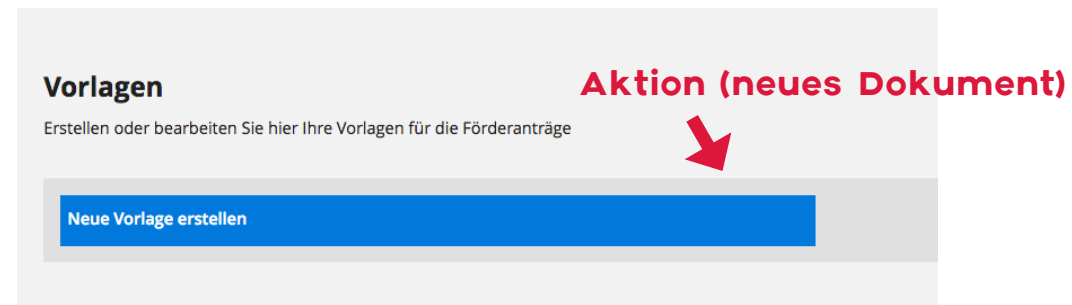 Vorlagen
Aktion (neues Dokument)
Erstellen oder bearbeiten Sie hier Ihre Vorlagen für die Förderanträge
Neue Vorlage erstellen